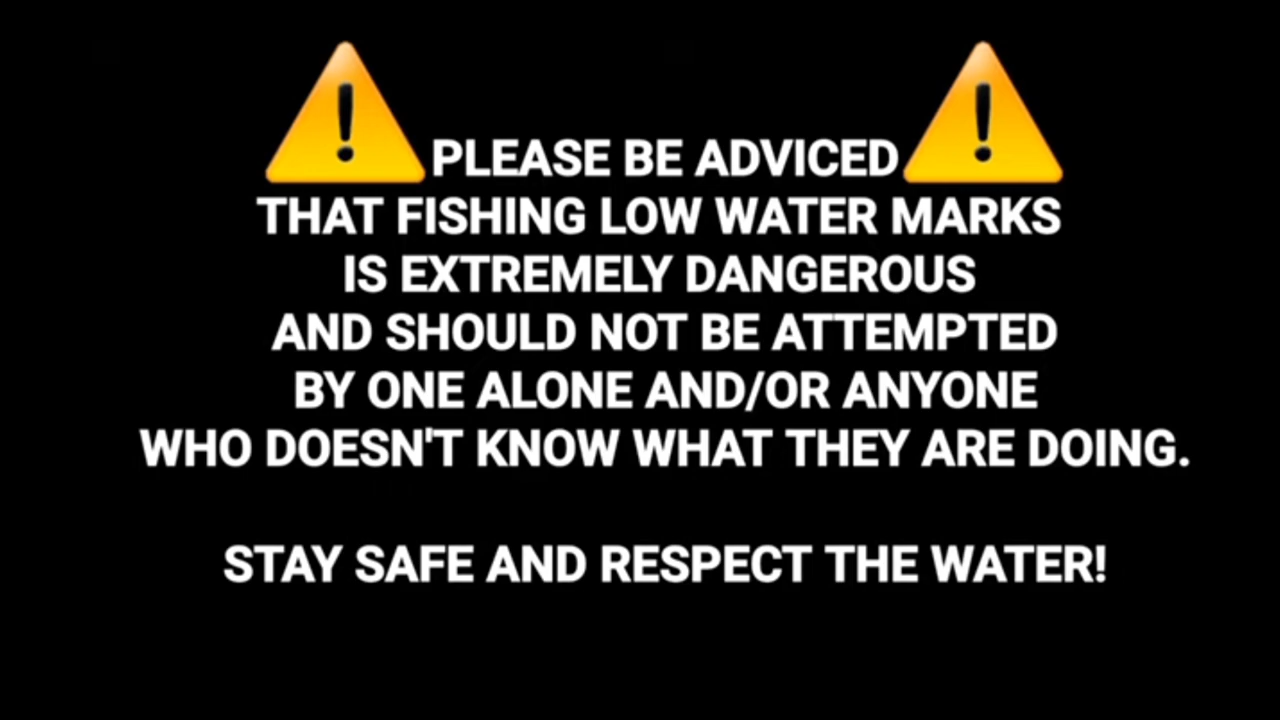 PLEASE BE ADVICED
THAT FISHING LOW WATER MARKS
IS EXTREMELY DANGEROUS
AND SHOULD NOT BE ATTEMPTED
BY ONE ALONE AND/OR ANYONE
WHO DOESN'T KNOW WHAT THEY ARE DOING.
STAY SAFE AND RESPECT THE WATER!